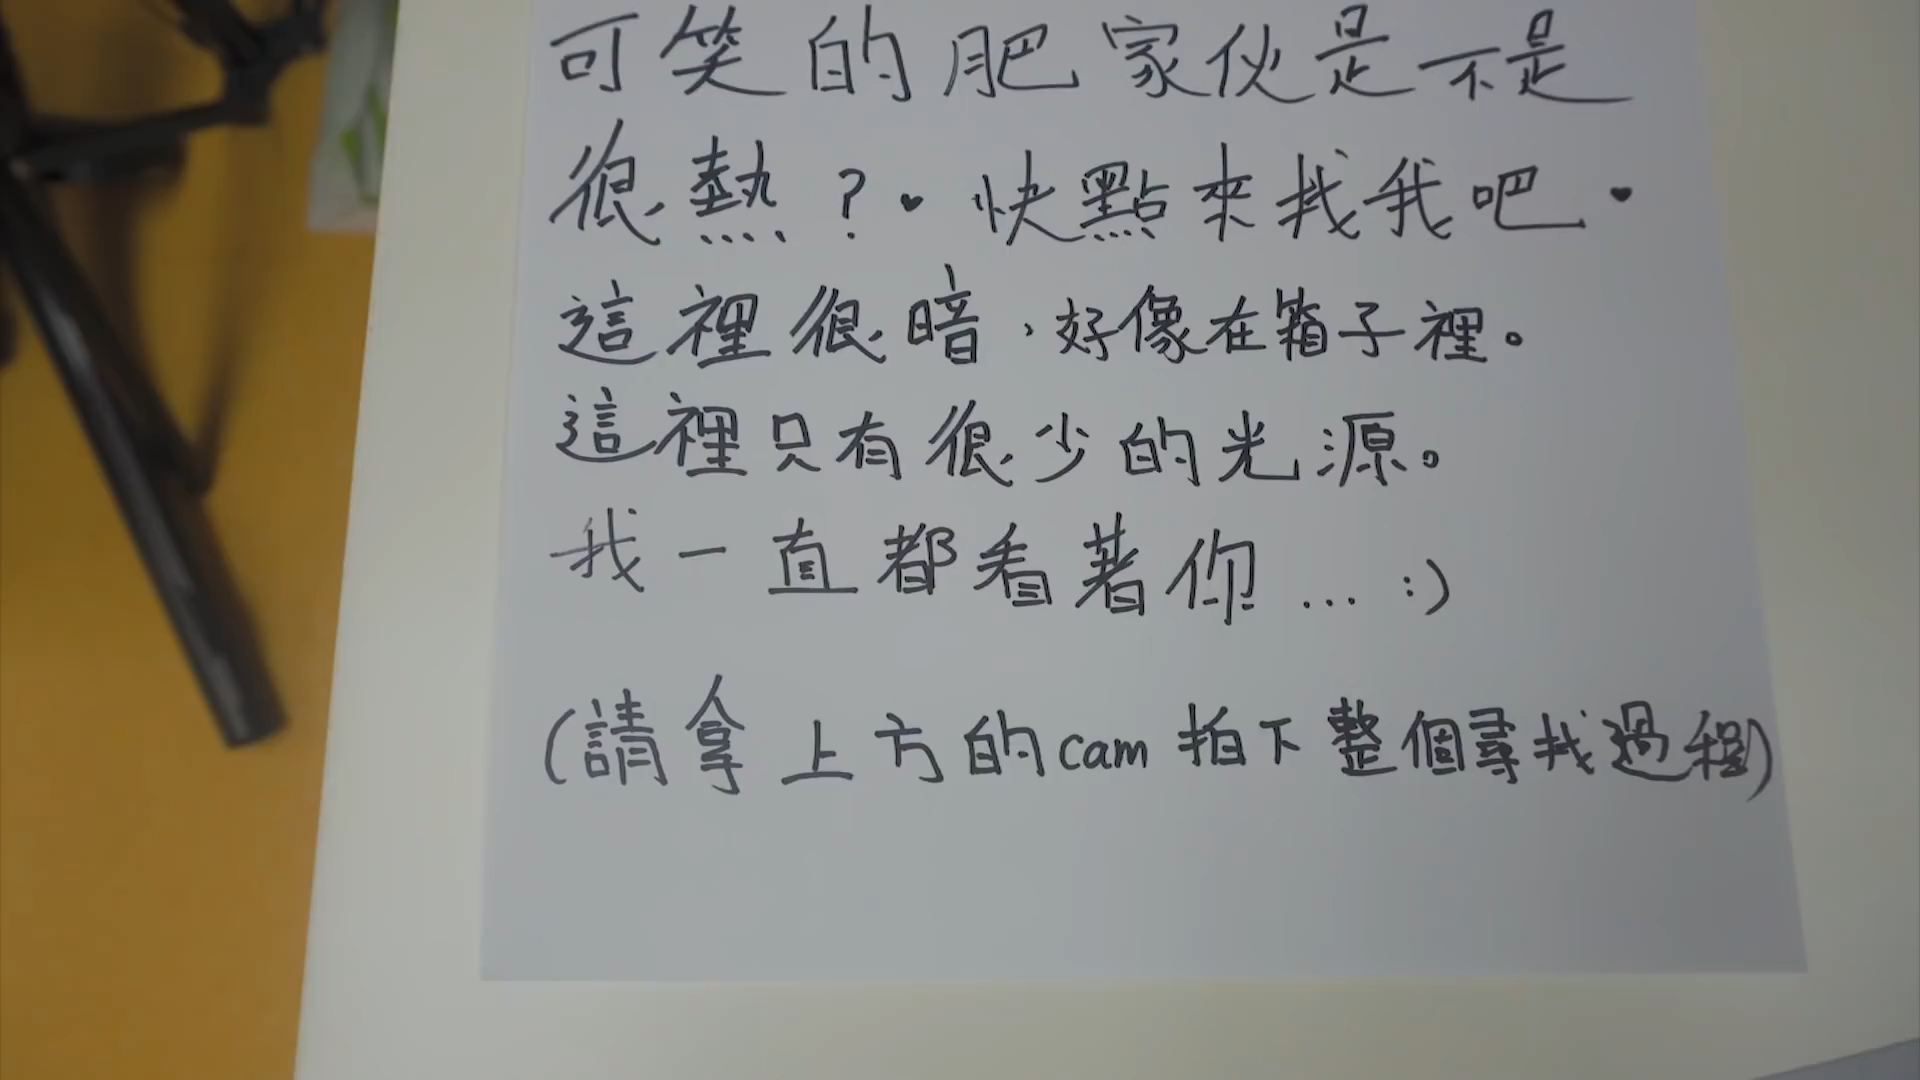 可笑的肥家伙是不是
很熱?。快點來找我吧。
這裡很暗,好像在箱子裡。
這裡只有很少的光源。
我一直都看著你... :)
(請拿上方的cam拍下整個尋找過程)